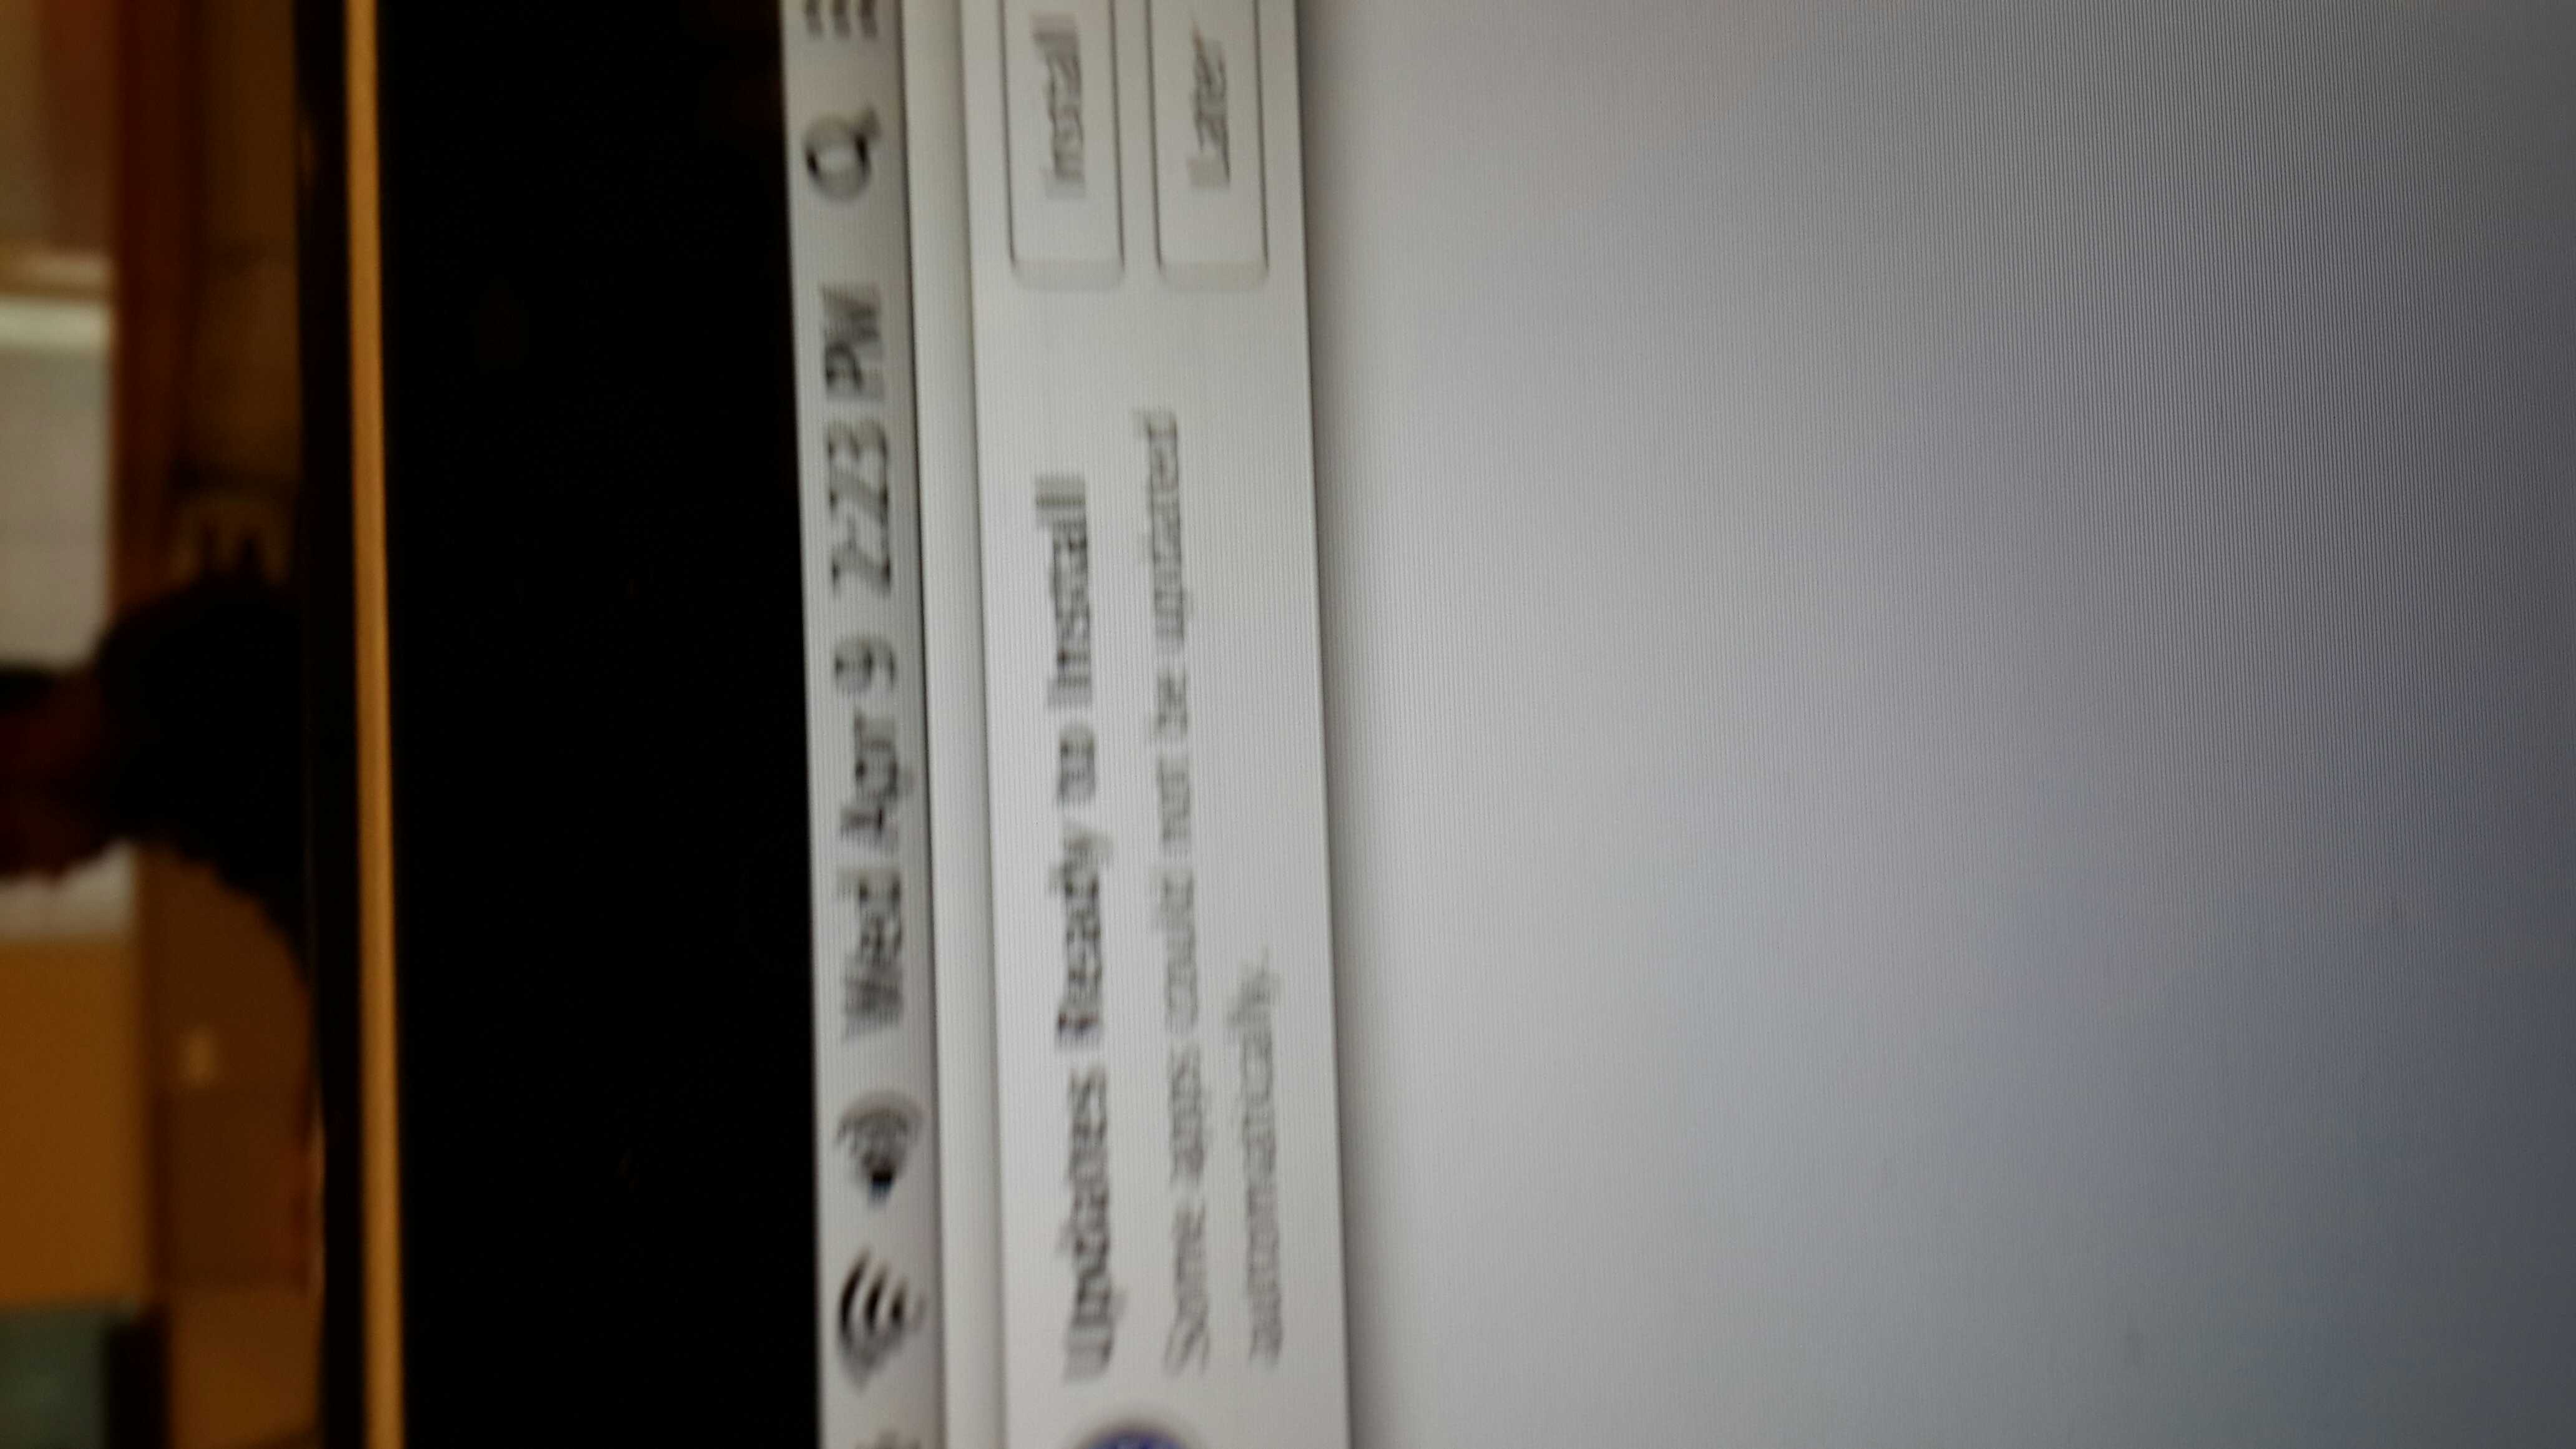 Wed Apr 9 2:23 PM
Updates Ready to Install
Install
Some apps could not be updated
automatically.
Later